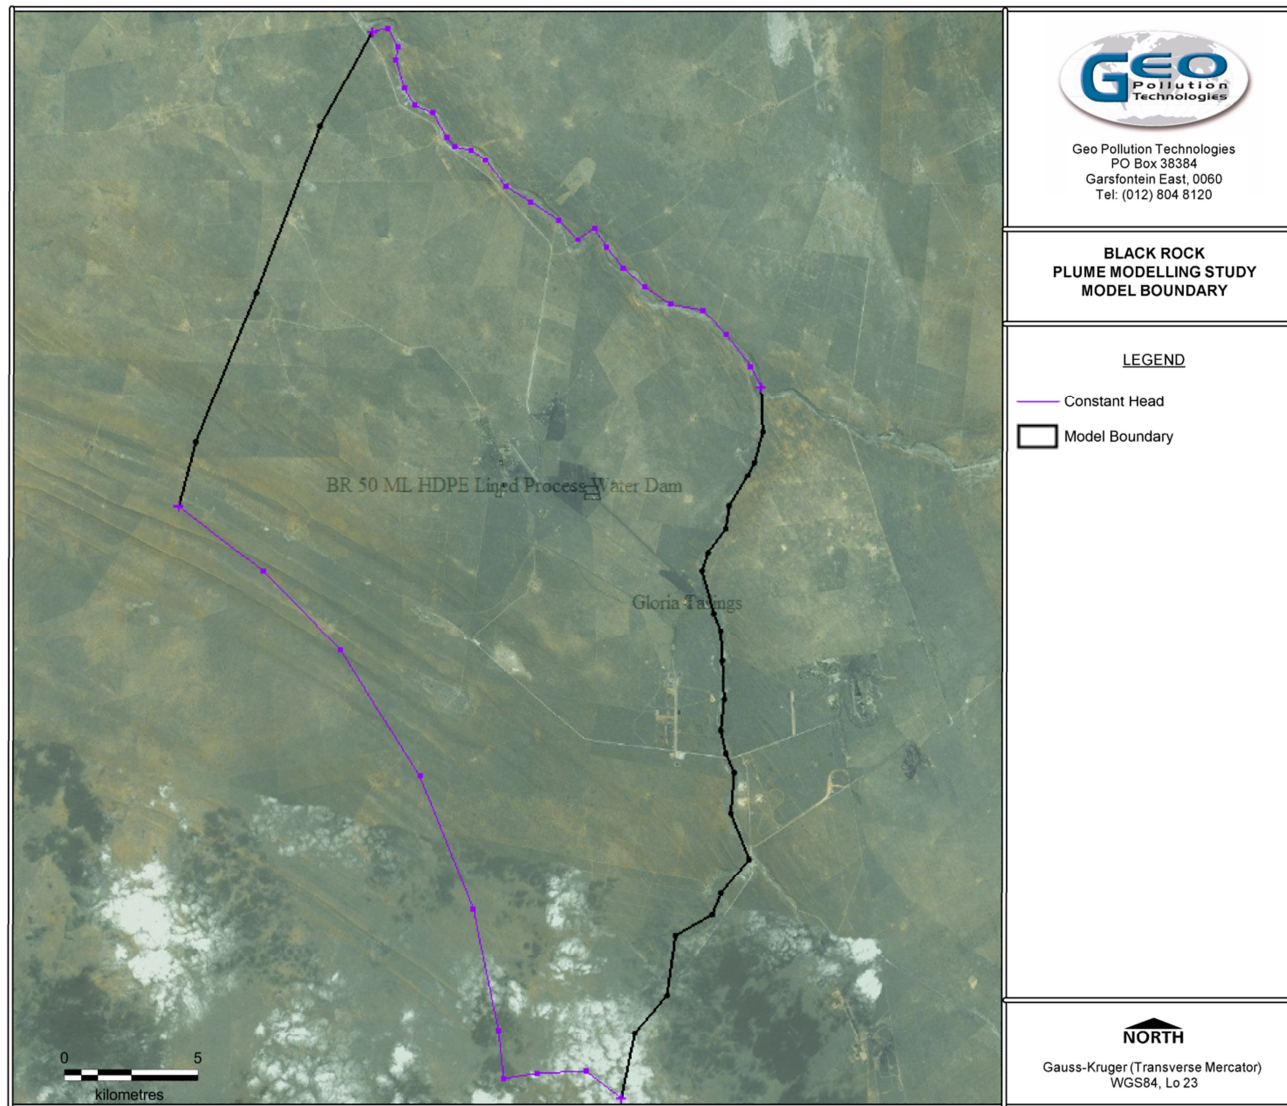 GEO
Pollution
Technologies
Geo Pollution Technologies
PO Box 38384
Garsfontein East, 0060
Tel: (012) 804 8120
BLACK ROCK
PLUME MODELLING STUDY
MODEL BOUNDARY
LEGEND
Constant Head
Model Boundary
BR 50 ML HDPE Lined Process Water Dam
Gloria Tailings
0 5
kilometres
NORTH
Gauss-Kruger (Transverse Mercator)
WGS84, Lo 23